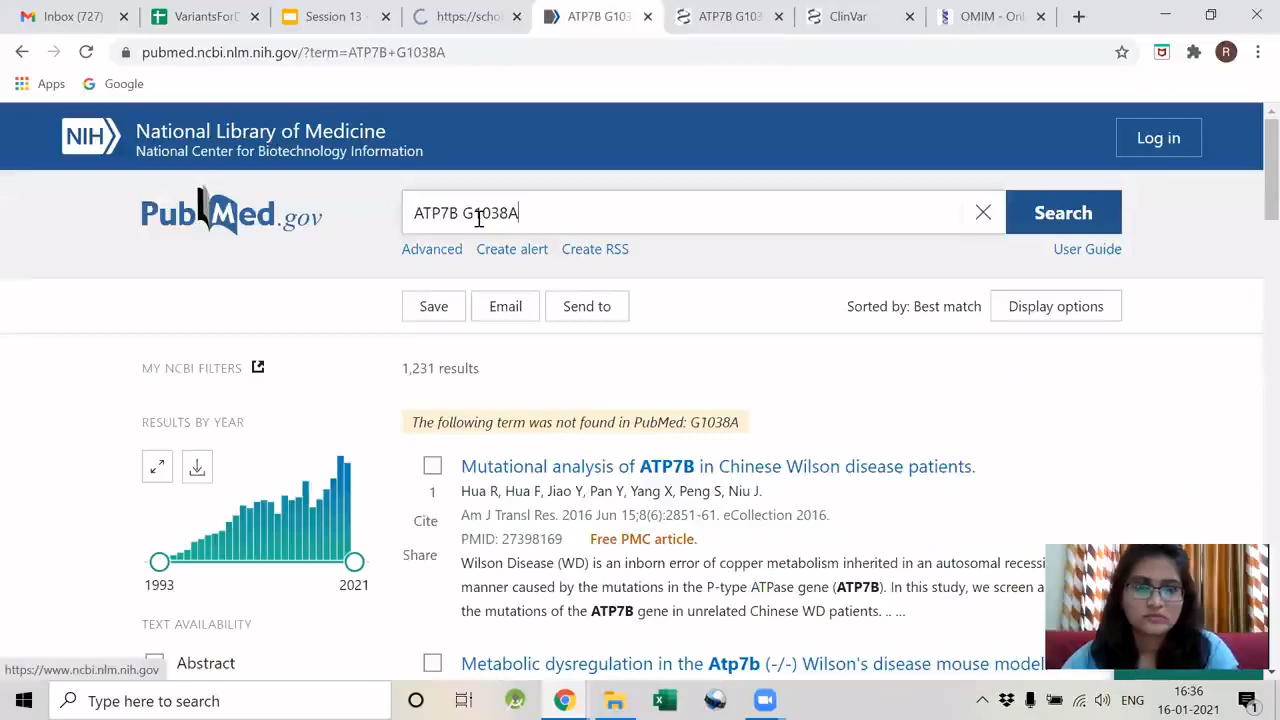 Inbox (727)
VariantsForD
Session 13 -
https://schol
ATP7B G103
ATP7B G103
ClinVar
OMIM - Onl
pubmed.ncbi.nlm.nih.gov/?term=ATP7B+G1038A
R
Apps
Google
NIH
National Library of Medicine
National Center for Biotechnology Information
Log in
PubMed.gov
ATP7B G1038A
Search
Advanced
Create alert
Create RSS
User Guide
Save
Email
Send to
Sorted by: Best match
Display options
MY NCBI FILTERS
1,231 results
RESULTS BY YEAR
The following term was not found in PubMed: G1038A
Mutational analysis of ATP7B in Chinese Wilson disease patients.
1
Hua R, Hua F, Jiao Y, Pan Y, Yang X, Peng S, Niu J.
Cite
Am J Transl Res. 2016 Jun 15;8(6):2851-61. eCollection 2016.
PMID: 27398169
Free PMC article.
Share
Wilson Disease (WD) is an inborn error of copper metabolism inherited in an autosomal recessi
manner caused by the mutations in the P-type ATPase gene (ATP7B). In this study, we screen a
the mutations of the ATP7B gene in unrelated Chinese WD patients. .. ...
1993
2021
TEXT AVAILABILITY
Abstract
Metabolic dysregulation in the Atp7b (-/-) Wilson's disease mouse model
https://www.ncbi.nlm.nih.gov
Type here to search
ENG
16:36
16-01-2021
1